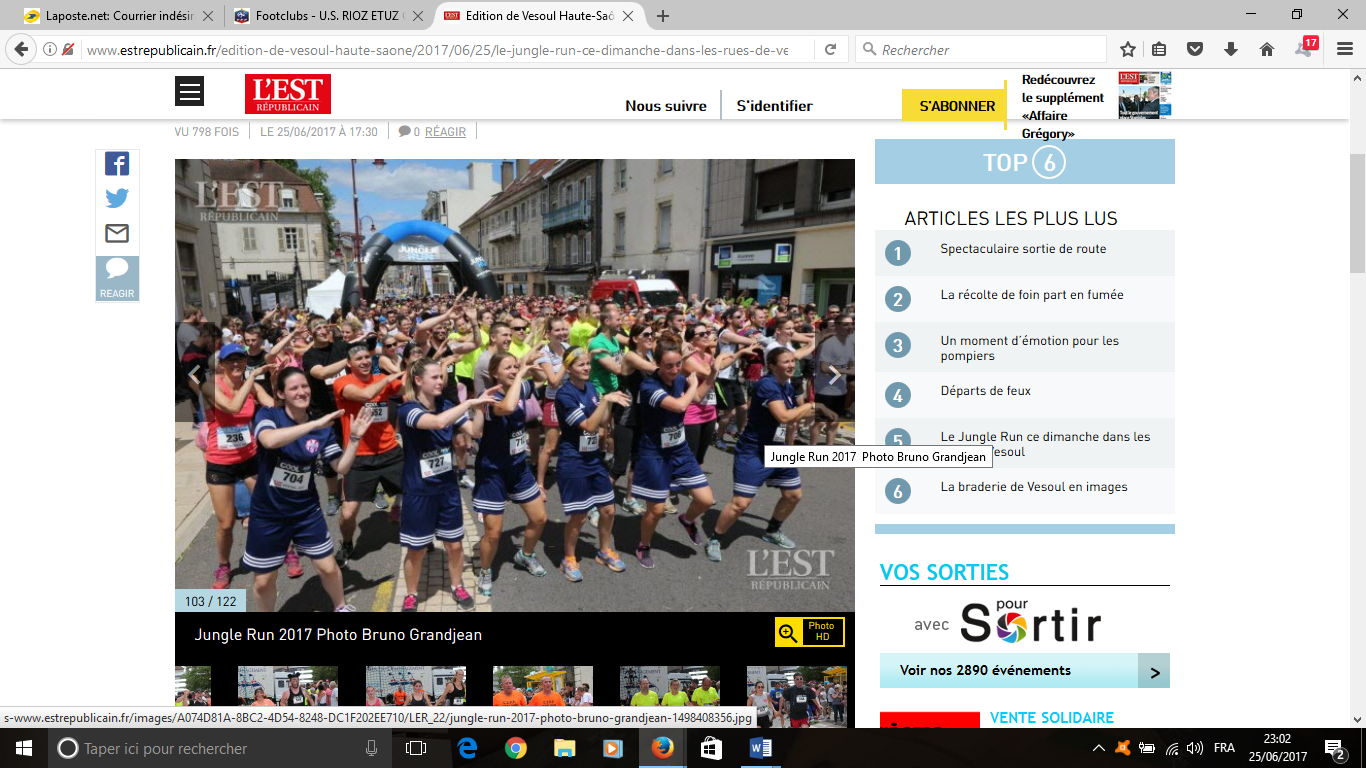 Laposte.net: Courrier indésir
Footclubs - U.S. RIOZ ETUZ
Edition de Vesoul Haute-Saô
www.estrepublicain.fr/edition-de-vesoul-haute-saone/2017/06/25/le-jungle-run-ce-dimanche-dans-les-rues-de-ve
Rechercher
17
L'EST
RÉPUBLICAIN
Nous suivre
S'identifier
S'ABONNER
Redécouvrez
le supplément
«Affaire
Grégory»
VU 798 FOIS
LE 25/06/2017 À 17:30
0 RÉAGIR
REAGIR
L'EST
RÉPUBLICAIN
JUNGLE
RUN
236
704
652
727
706
L'EST
RÉPUBLICAIN
103 / 122
Jungle Run 2017 Photo Bruno Grandjean
Photo
HD
TOP 6
ARTICLES LES PLUS LUS
1 Spectaculaire sortie de route
2 La récolte de foin part en fumée
3 Un moment d'émotion pour les
pompiers
4 Départs de feux
5 Le Jungle Run ce dimanche dans les
esoul
Jungle Run 2017 Photo Bruno Grandjean
6 La braderie de Vesoul en images
VOS SORTIES
avec pour Sortir
Voir nos 2890 événements >
VENTE SOLIDAIRE
s-www.estrepublicain.fr/images/A074D81A-8BC2-4D54-8248-DC1F202EE710/LER_22/jungle-run-2017-photo-bruno-grandjean-1498408356.jpg
Taper ici pour rechercher
FRA
23:02
25/06/2017
2